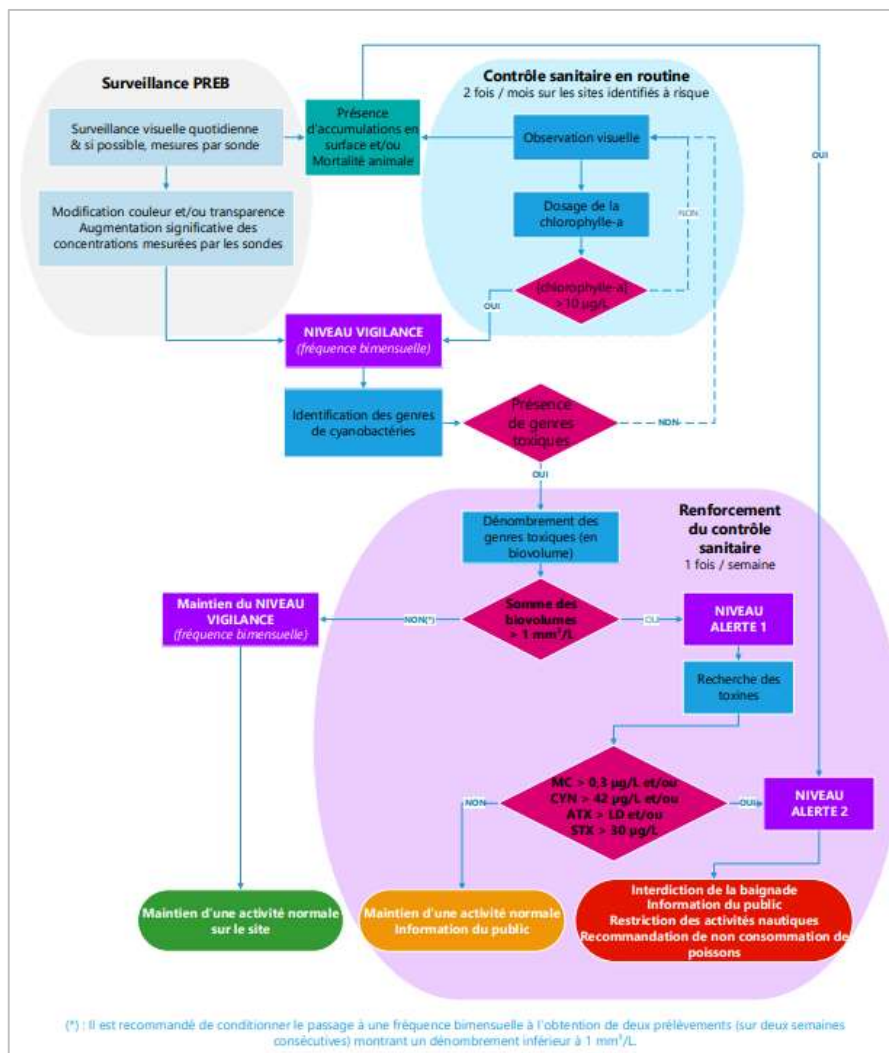 Surveillance PREB
Surveillance visuelle quotidienne
& si possible, mesures par sonde
Modification couleur et/ou transparence
Augmentation significative des
concentrations mesurées par les sondes
Présence
d'accumulations en
surface et/ou
Mortalité animale
Contrôle sanitaire en routine
2 fois / mois sur les sites identifiés à risque
Observation visuelle
Dosage de la
chlorophylle-a
NON
[chlorophylle-a]
>10 µg/L
OUI
OUI
NIVEAU VIGILANCE
(fréquence bimensuelle)
Identification des genres
de cyanobactéries
Présence
de genres
toxiques
NON
OUI
Renforcement
du contrôle
sanitaire
1 fois / semaine
Dénombrement des
genres toxiques (en
biovolume)
Maintien du NIVEAU
VIGILANCE
(fréquence bimensuelle)
NON(*)
Somme des
biovolumes
> 1 mm³/L
OUI
NIVEAU
ALERTE 1
Recherche des
toxines
NON
MC > 0,3 µg/L et/ou
CYN > 42 µg/L et/ou
ATX > LD et/ou
STX > 30 µg/L
OUI
NIVEAU
ALERTE 2
Maintien d'une activité normale
sur le site
Maintien d'une activité normale
Information du public
Interdiction de la baignade
Information du public
Restriction des activités nautiques
Recommandation de non consommation de
poissons
(*) : Il est recommandé de conditionner le passage à une fréquence bimensuelle à l'obtention de deux prélèvements (sur deux semaines
consécutives) montrant un dénombrement inférieur à 1 mm³/L.